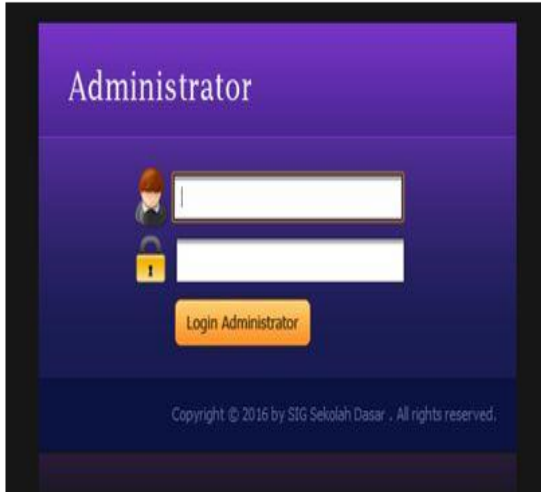 Administrator
Login Administrator
Copyright © 2016 by SIG Sekolah Dasar . All rights reserved.